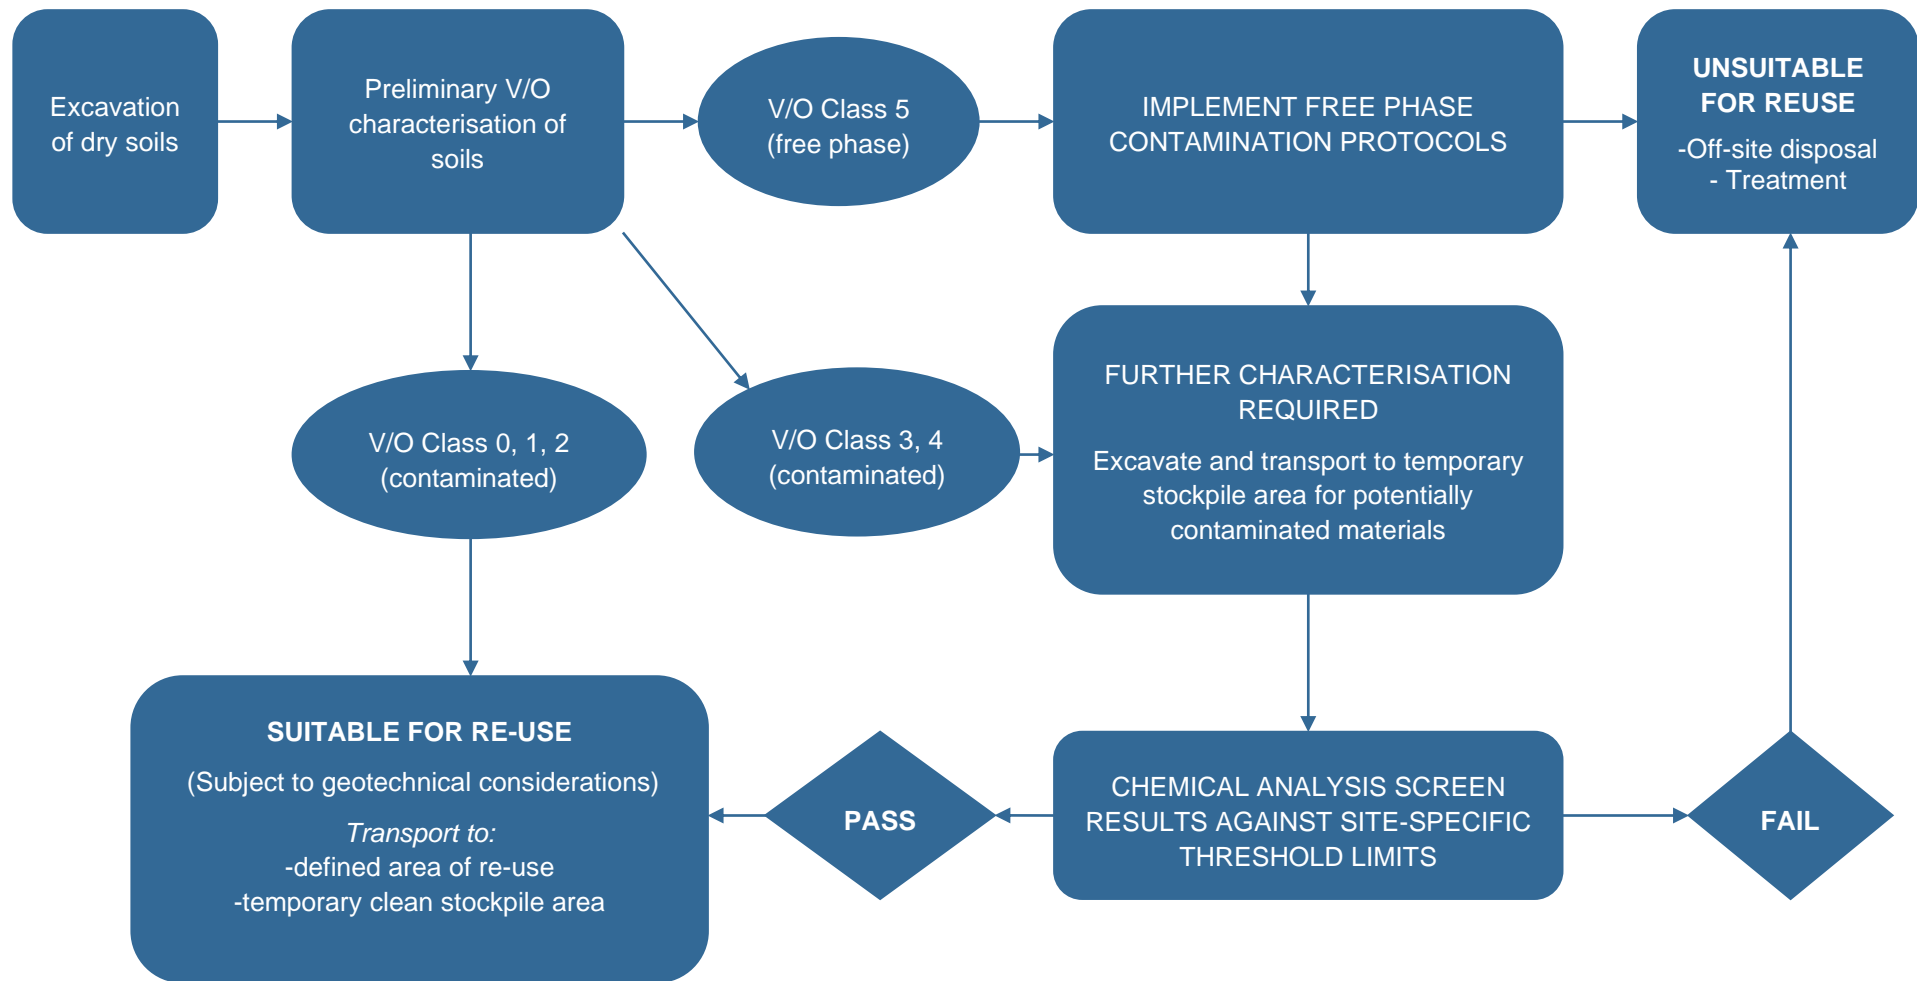 Excavation
of dry soils
Preliminary V/O
characterisation of
soils
V/O Class 5
(free phase)
IMPLEMENT FREE PHASE
CONTAMINATION PROTOCOLS
UNSUITABLE
FOR REUSE
-Off-site disposal
- Treatment
V/O Class 0, 1, 2
(contaminated)
V/O Class 3, 4
(contaminated)
FURTHER CHARACTERISATION
REQUIRED
Excavate and transport to temporary
stockpile area for potentially
contaminated materials
SUITABLE FOR RE-USE
(Subject to geotechnical considerations)
Transport to:
-defined area of re-use
-temporary clean stockpile area
PASS
CHEMICAL ANALYSIS SCREEN
RESULTS AGAINST SITE-SPECIFIC
THRESHOLD LIMITS
FAIL